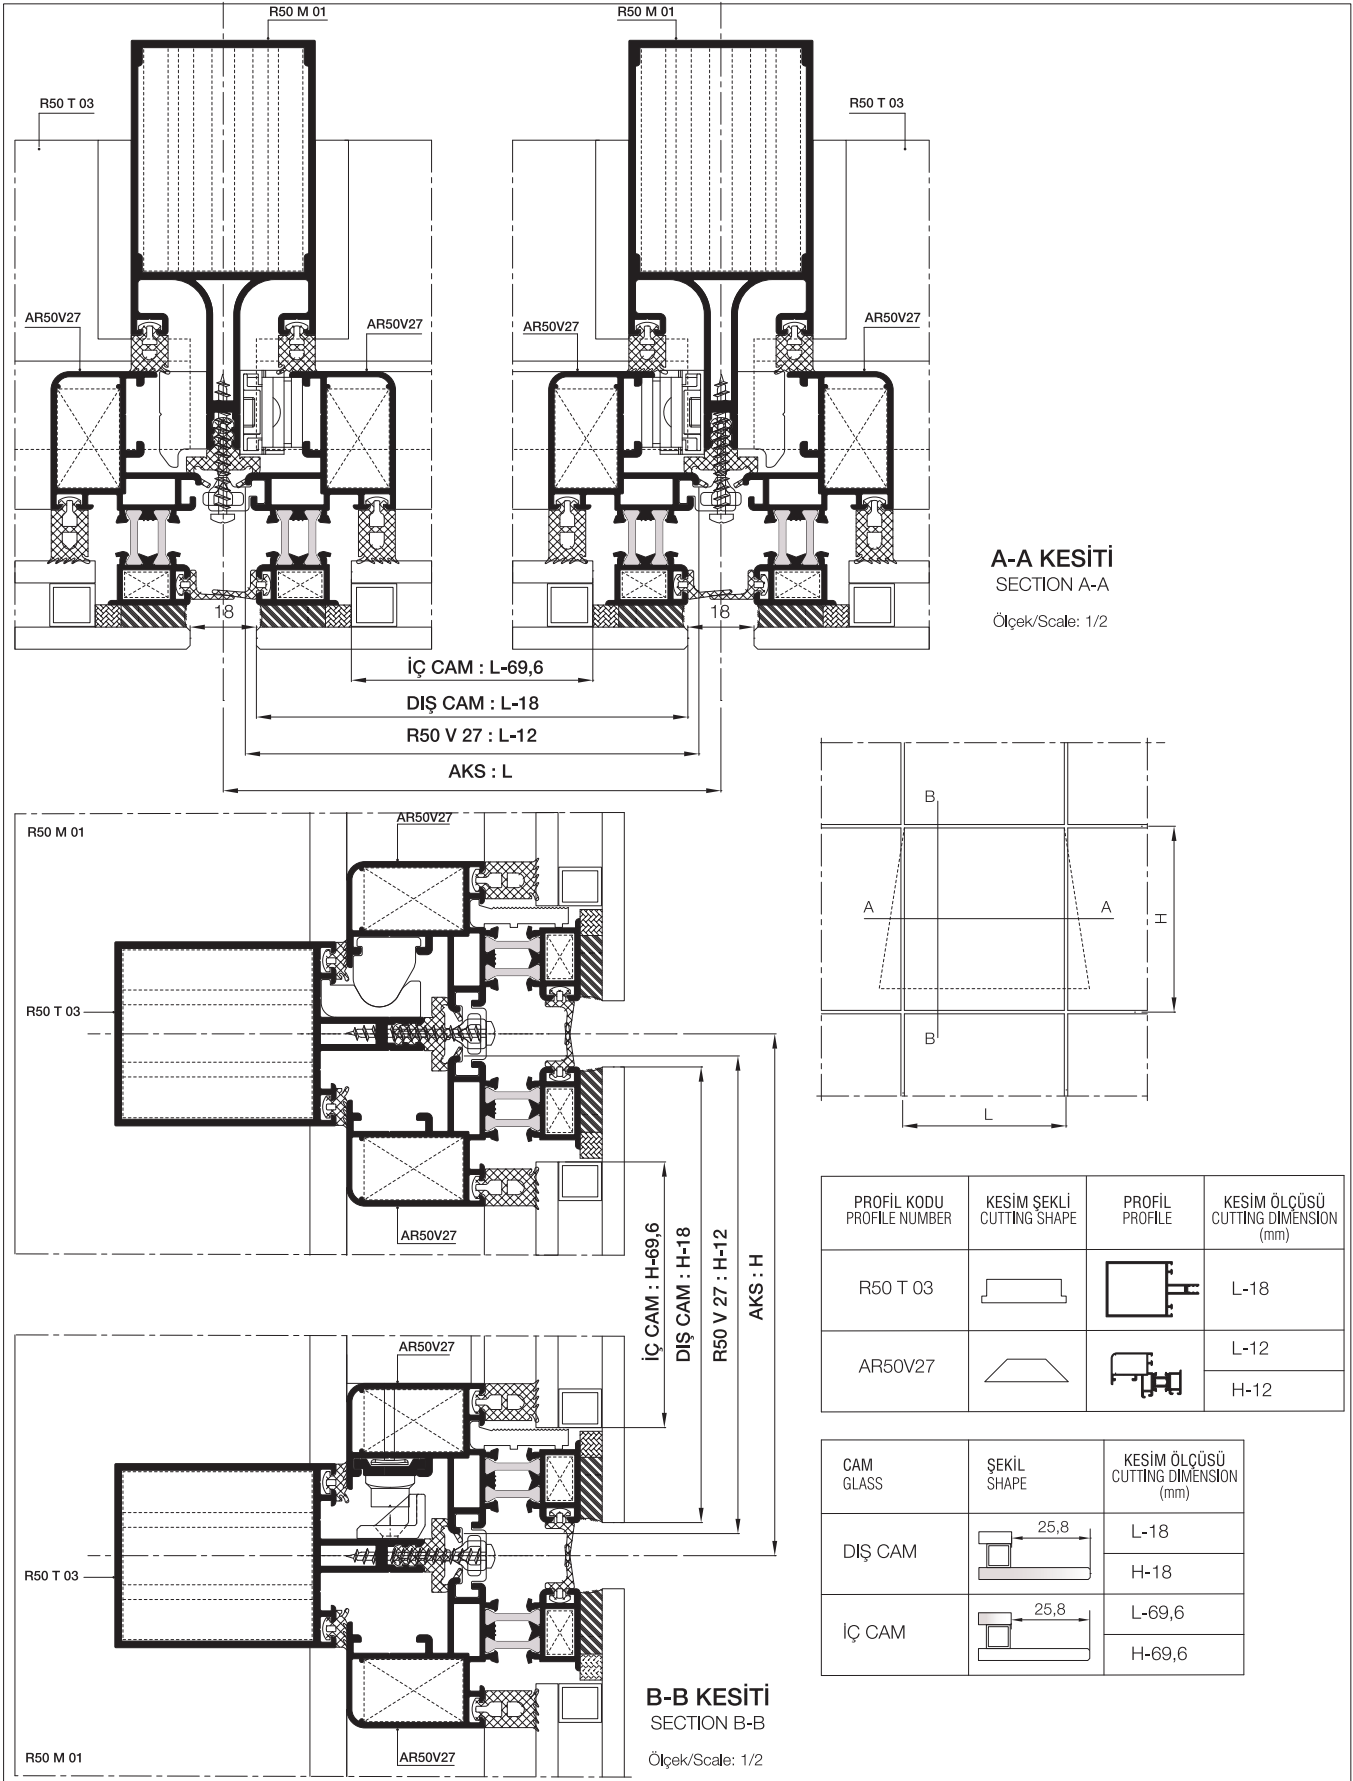 R50 M 01
R50 M 01
R50 T 03
R50 T 03
AR50V27
AR50V27
AR50V27
AR50V27
18
18
A-A KESİTİ
SECTION A-A
Ölçek/Scale: 1/2
İÇ CAM : L-69,6
DIŞ CAM : L-18
R50 V 27 : L-12
AKS : L
R50 M 01
AR50V27
R50 T 03
AR50V27
İÇ CAM : H-69,6
DIŞ CAM : H-18
R50 V 27 : H-12
AKS : H
B
A
A
H
B
L
PROFİL KODU
PROFILE NUMBER
KESİM ŞEKLİ
CUTTING SHAPE
PROFİL
PROFILE
KESİM ÖLÇÜSÜ
CUTTING DIMENSION
(mm)
R50 T 03
L-18
AR50V27
L-12
H-12
AR50V27
R50 T 03
AR50V27
R50 M 01
CAM
GLASS
ŞEKİL
SHAPE
KESİM ÖLÇÜSÜ
CUTTING DIMENSION
(mm)
DIŞ CAM
25,8
L-18
H-18
İÇ CAM
25,8
L-69,6
H-69,6
B-B KESİTİ
SECTION B-B
Ölçek/Scale: 1/2